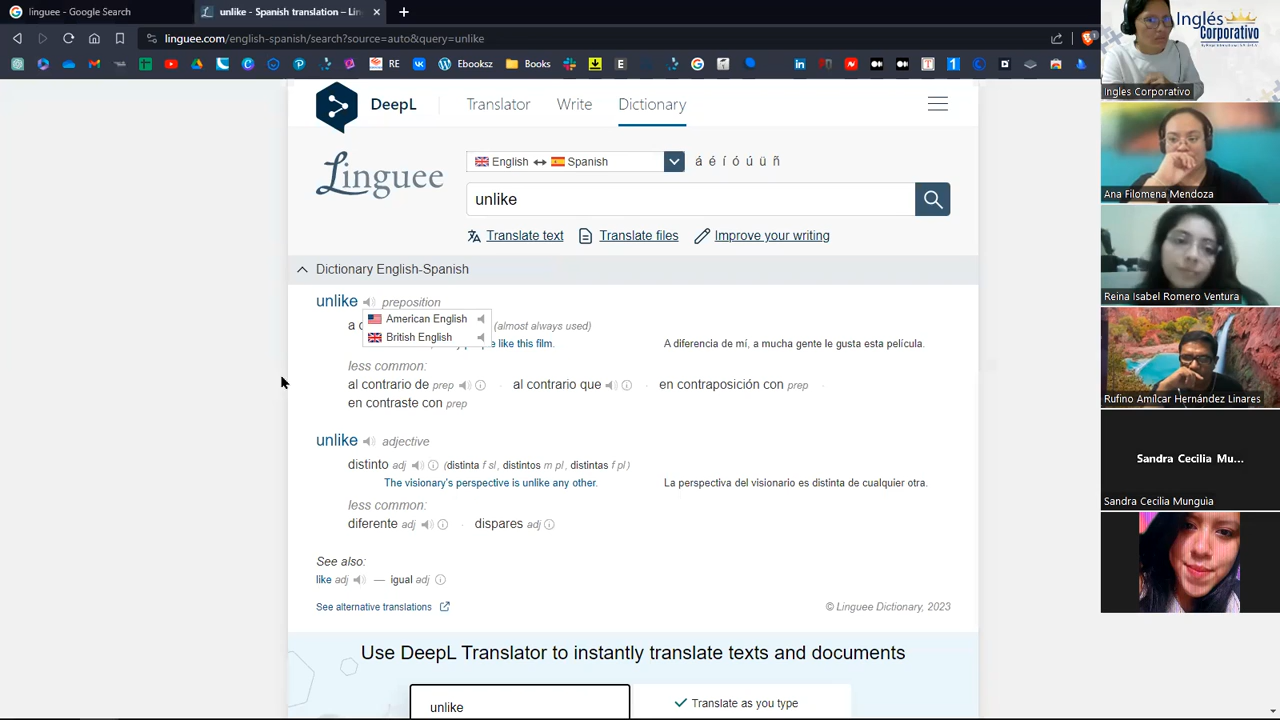 linguee - Google Search
unlike - Spanish translation – Lin
linguee.com/english-spanish/search?source=auto&query=unlike
Ebooksz
DeepL
Translator
Write
Dictionary
Linguee
English
Spanish
á é í ó ú ü ñ
unlike
Translate text
Translate files
Improve your writing
Dictionary English-Spanish
unlike preposition
American English
British English
a (almost always used)
like this film.
A diferencia de mí, a mucha gente le gusta esta película.
less common:
al contrario de prep · al contrario que · en contraposición con prep ·
en contraste con prep
unlike adjective
distinto adj (distinta f sl, distintos m pl, distintas f pl)
The visionary's perspective is unlike any other.
La perspectiva del visionario es distinta de cualquier otra.
less common:
diferente adj · dispares adj
See also:
like adj — igual adj
See alternative translations
© Linguee Dictionary, 2023
Use DeepL Translator to instantly translate texts and documents
unlike
Translate as you type
Inglés
Corporativo
Ingles Corporativo
Ana Filomena Mendoza
Reina Isabel Romero Ventura
Rufino Amílcar Hernández Linares
Sandra Cecilia Mu...
Sandra Cecilia Munguìa